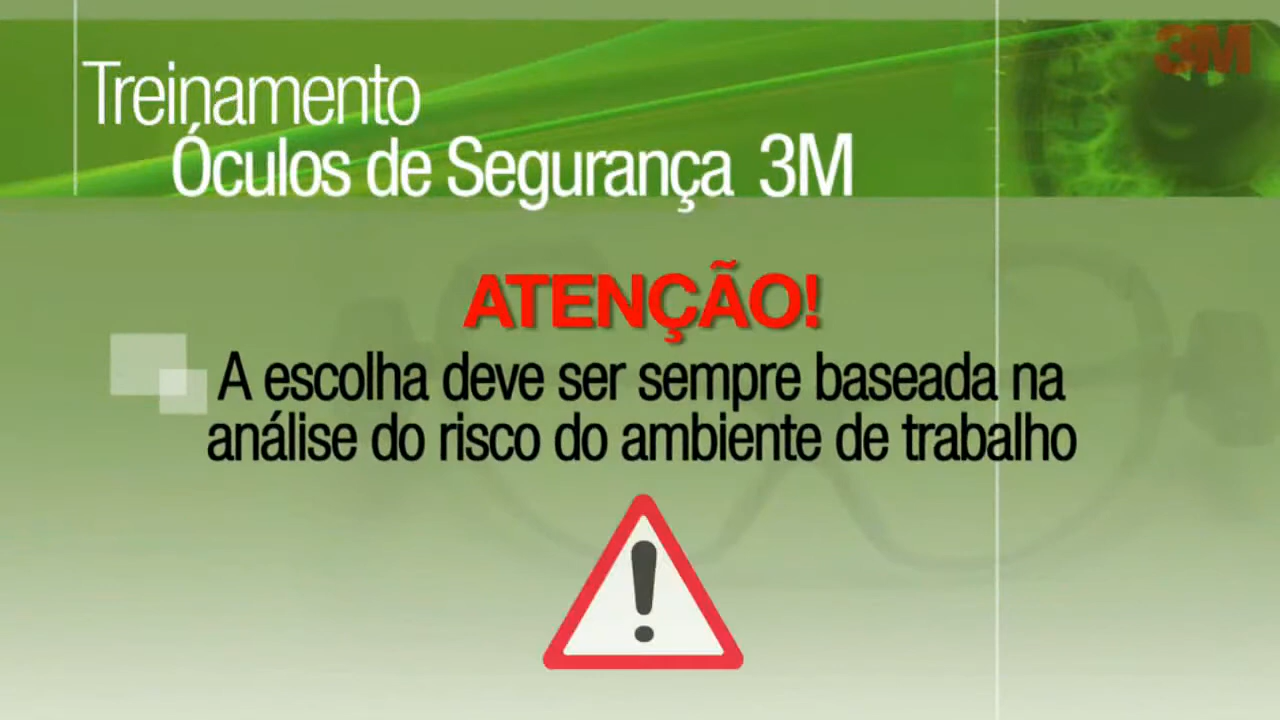 3M
Treinamento
Óculos de Segurança 3M
ATENÇÃO!
A escolha deve ser sempre baseada na
análise do risco do ambiente de trabalho
!